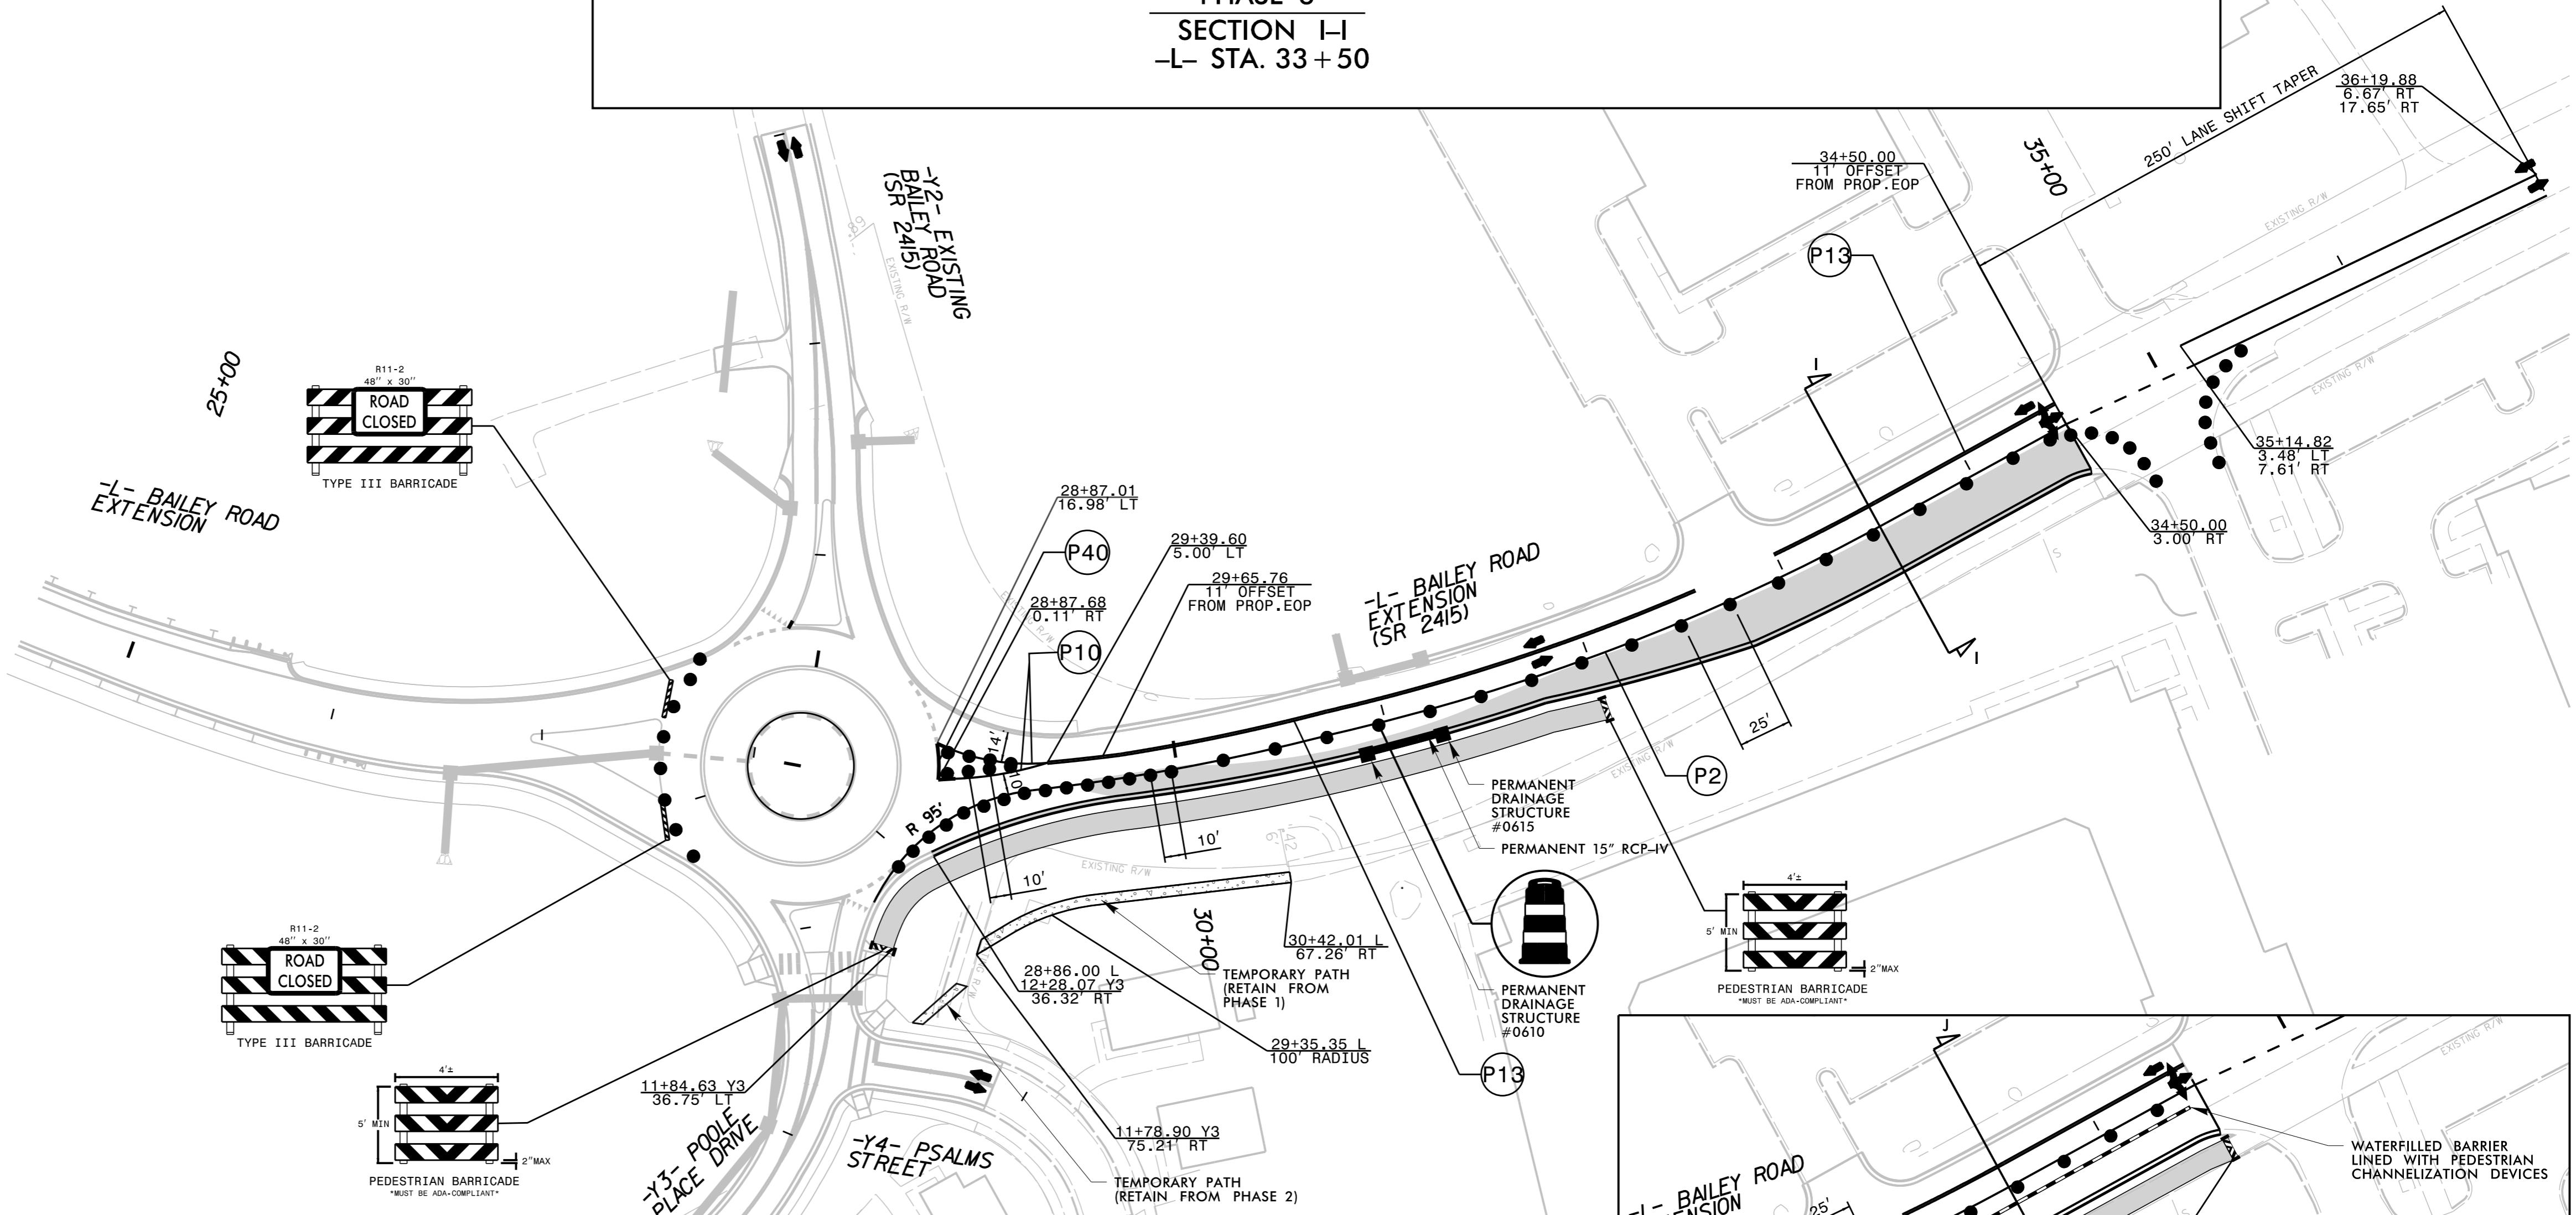 PHASE 3
SECTION I–I
–L– STA. 33+50
250' LANE SHIFT TAPER
36+19.88
6.67' RT
17.65' RT
34+50.00
11' OFFSET
FROM PROP.EOP
35+00
P13
EXISTING R/W
EXISTING R/W
-Y2- EXISTING
BAILEY ROAD
(SR 2415)
.89
EXISTING R/W
25+00
R11-2
48" x 30"
ROAD
CLOSED
TYPE III BARRICADE
-L- BAILEY ROAD
EXTENSION
I
I
28+87.01
16.98' LT
P40
29+39.60
5.00' LT
28+87.68
0.11' RT
P10
29+65.76
11' OFFSET
FROM PROP.EOP
EXISTING R/W
-L- BAILEY ROAD
EXTENSION
(SR 2415)
35+14.82
3.48' LT
7.61' RT
34+50.00
3.00' RT
S
14'
10'
R 95'
10'
10'
25'
P2
EXISTING R/W
EXISTING R/W
PERMANENT
DRAINAGE
STRUCTURE
#0615
PERMANENT 15" RCP–IV
42
6'
30+00
30+42.01 L
67.26' RT
28+86.00 L
12+28.07 Y3
36.32' RT
TEMPORARY PATH
(RETAIN FROM
PHASE 1)
PERMANENT
DRAINAGE
STRUCTURE
#0610
4'±
5' MIN
2"MAX
PEDESTRIAN BARRICADE
*MUST BE ADA-COMPLIANT*
R11-2
48" x 30"
ROAD
CLOSED
TYPE III BARRICADE
29+35.35 L
100' RADIUS
P13
4'±
5' MIN
2"MAX
PEDESTRIAN BARRICADE
*MUST BE ADA-COMPLIANT*
11+84.63 Y3
36.75' LT
11+78.90 Y3
75.21' RT
-Y3- POOLE
PLACE DRIVE
-Y4- PSALMS
STREET
TEMPORARY PATH
(RETAIN FROM PHASE 2)
J
EXISTING R/W
WATERFILLED BARRIER
LINED WITH PEDESTRIAN
CHANNELIZATION DEVICES
-L- BAILEY ROAD
25'